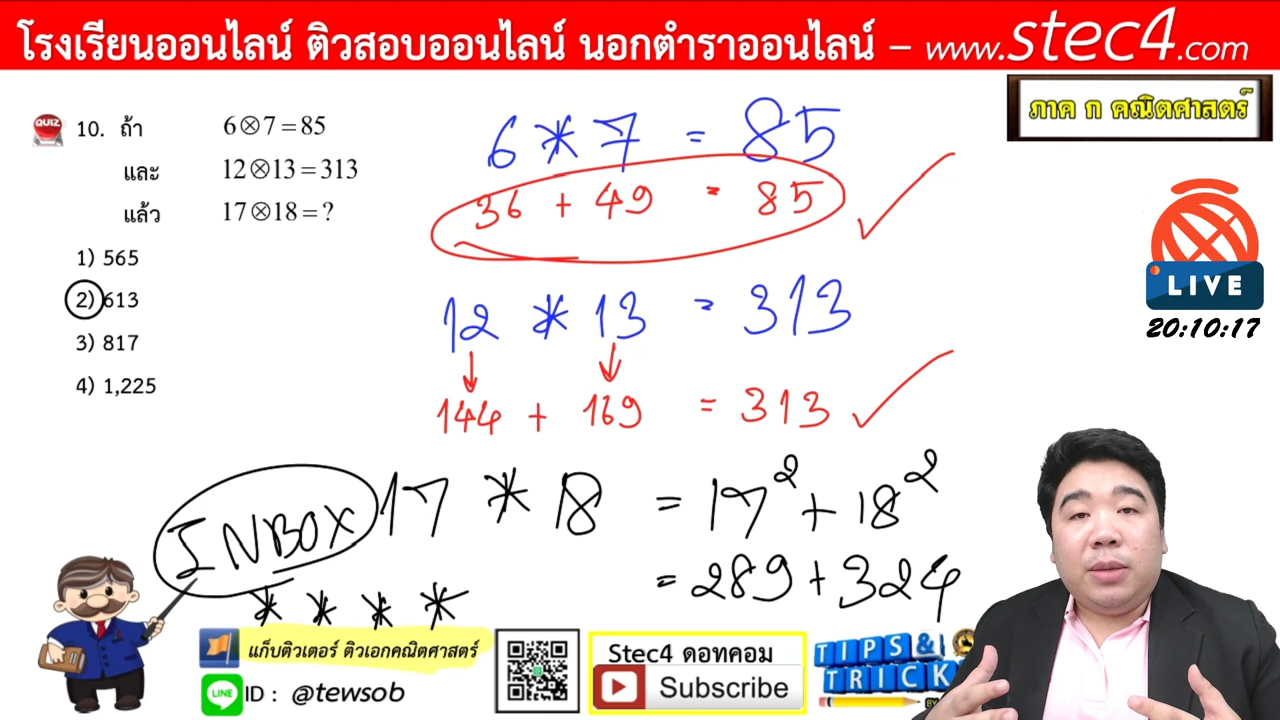 โรงเรียนออนไลน์ ติวสอบออนไลน์ นอกตำราออนไลน์ – www.stec4.com
ภาค ก คณิตศาสตร์
QUIZ
10. ถ้า 6⊗7=85
และ 12⊗13=313
แล้ว 17⊗18=?
1) 565
2) 613
3) 817
4) 1,225
6 * 7 = 85
36 + 49 = 85
12 * 13 = 313
144 + 169 = 313
LIVE
20:10:17
INBOX
17 * 18 = 17² + 18²
= 289 + 324
* * * *
แก็บติวเตอร์ ติวเอกคณิตศาสตร์
LINE ID : @tewsob
Stec4 ดอทคอม
Subscribe
TIPS &
TRICK
BY